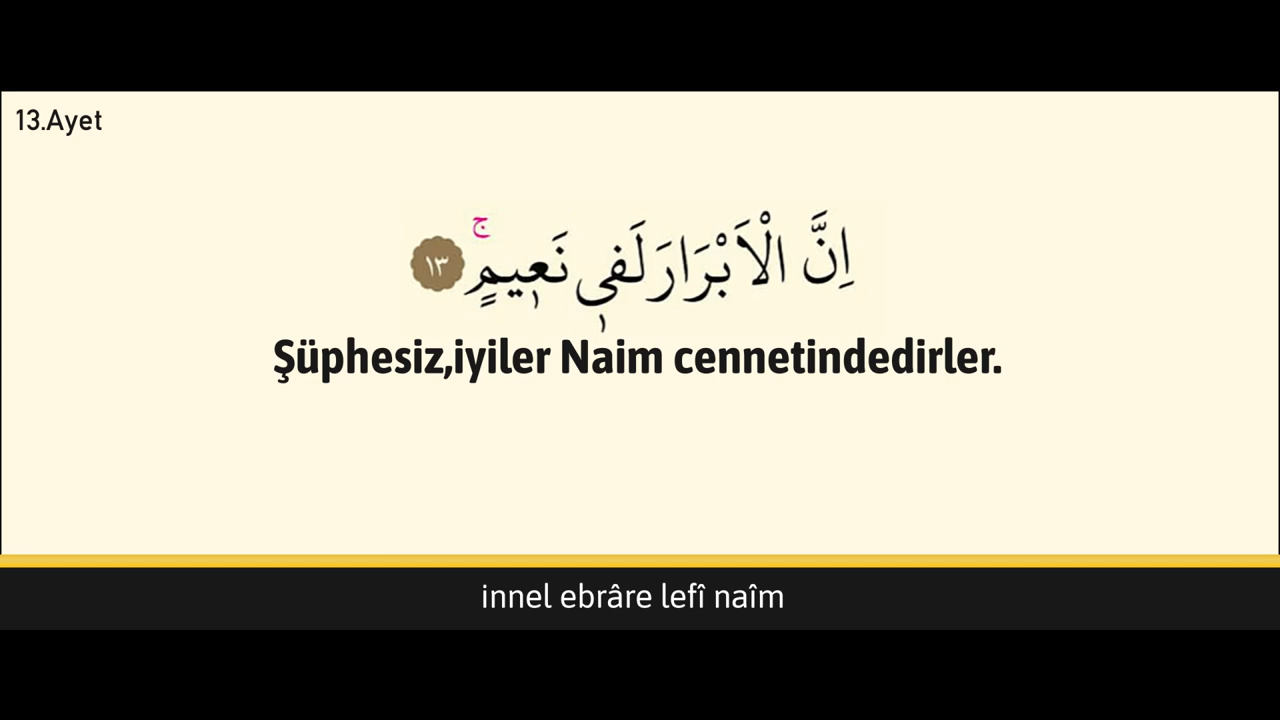 13.Ayet
اِنَّ الْاَبْرَارَ لَفٖي نَعٖيمٍۚ ١٣
Şüphesiz,iyiler Naim cennetindedirler.
innel ebrâre lefî naîm